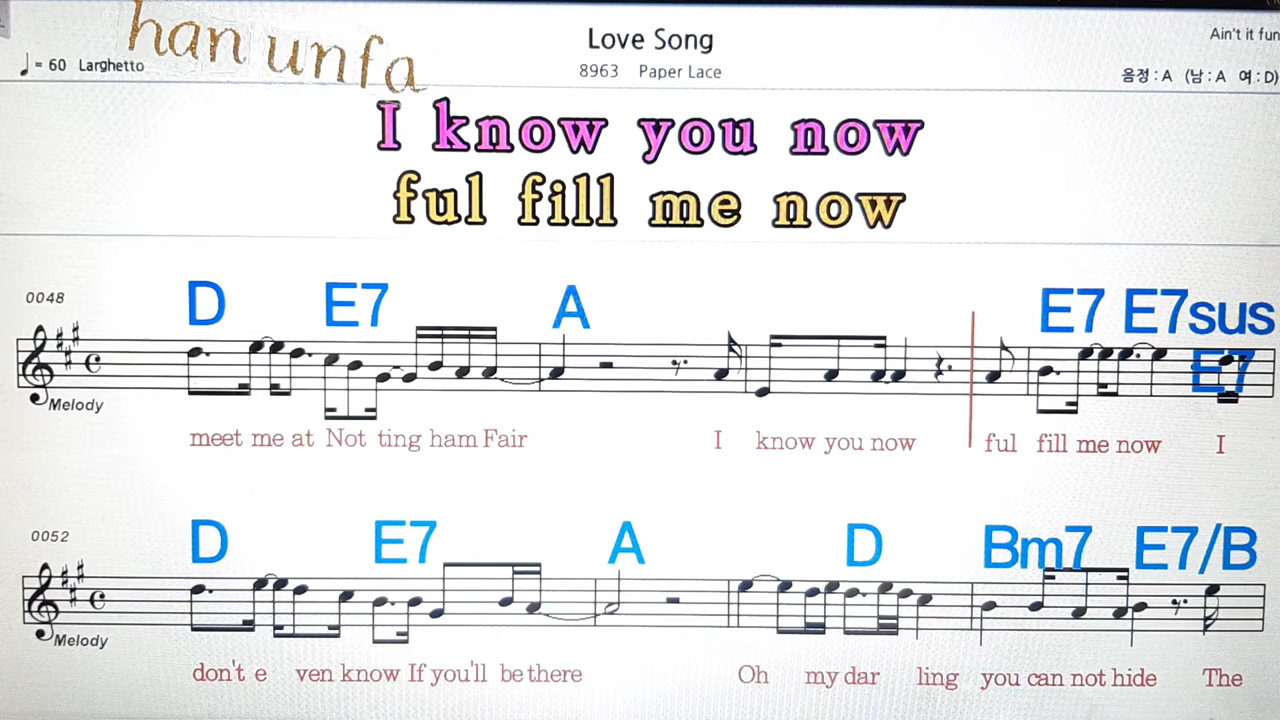 han unfa
Love Song
Ain't it fun
♩ = 60 Larghetto
8963 Paper Lace
음정 : A (남 : A 여 : D)
I know you now
ful fill me now
0048
D E7 A E7 E7sus
E7
Melody
meet me at Not ting ham Fair I know you now ful fill me now I
0052
D E7 A D Bm7 E7/B
Melody
don't e ven know If you'll be there Oh my dar ling you can not hide The